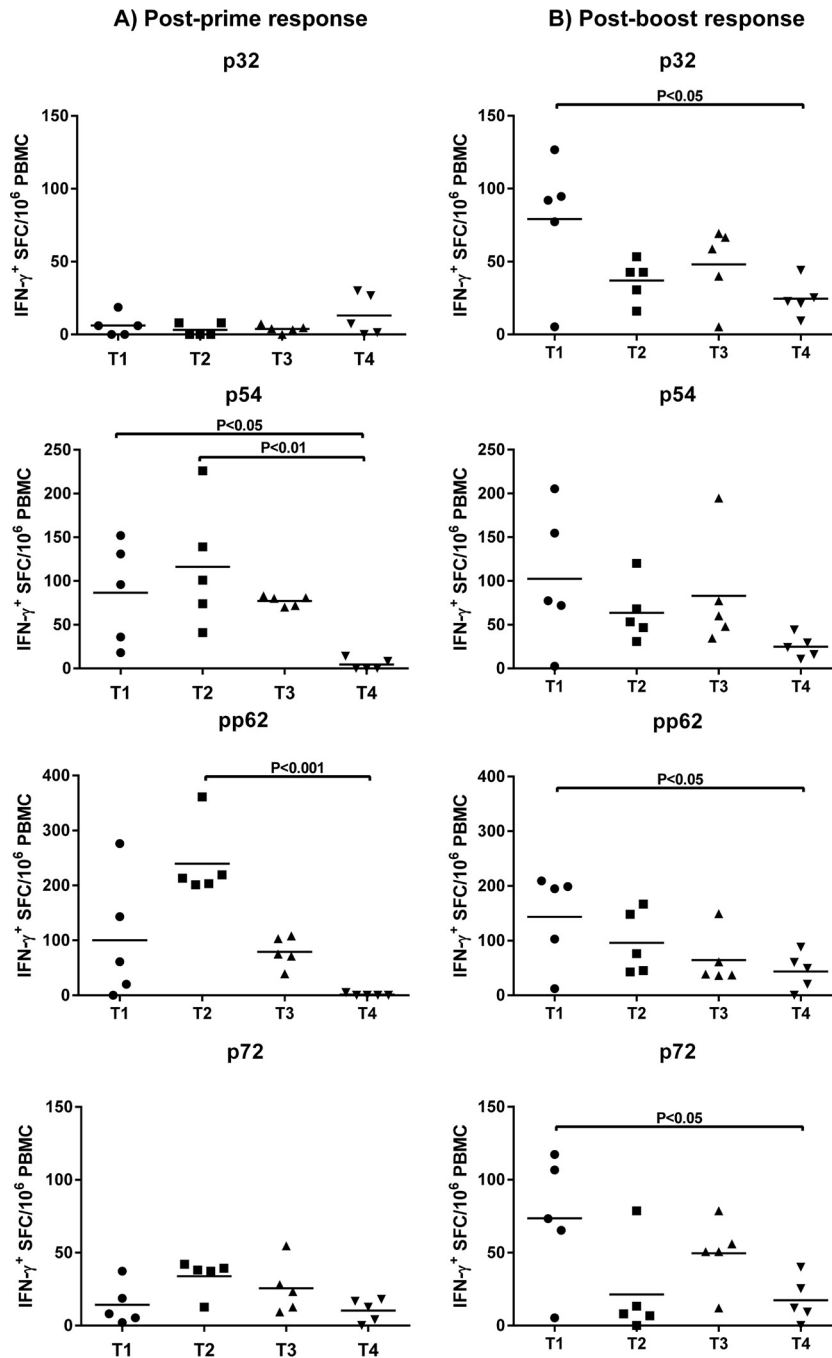 A) Post-prime response
B) Post-boost response
p32
IFN-γ+ SFC/10⁶ PBMC
150
100
50
0
T1 T2 T3 T4
p32
P<0.05
IFN-γ+ SFC/10⁶ PBMC
150
100
50
0
T1 T2 T3 T4
p54
P<0.05
P<0.01
IFN-γ+ SFC/10⁶ PBMC
250
200
150
100
50
0
T1 T2 T3 T4
p54
IFN-γ+ SFC/10⁶ PBMC
250
200
150
100
50
0
T1 T2 T3 T4
pp62
P<0.001
IFN-γ+ SFC/10⁶ PBMC
400
300
200
100
0
T1 T2 T3 T4
pp62
P<0.05
IFN-γ+ SFC/10⁶ PBMC
400
300
200
100
0
T1 T2 T3 T4
p72
IFN-γ+ SFC/10⁶ PBMC
150
100
50
0
T1 T2 T3 T4
p72
P<0.05
IFN-γ+ SFC/10⁶ PBMC
150
100
50
0
T1 T2 T3 T4